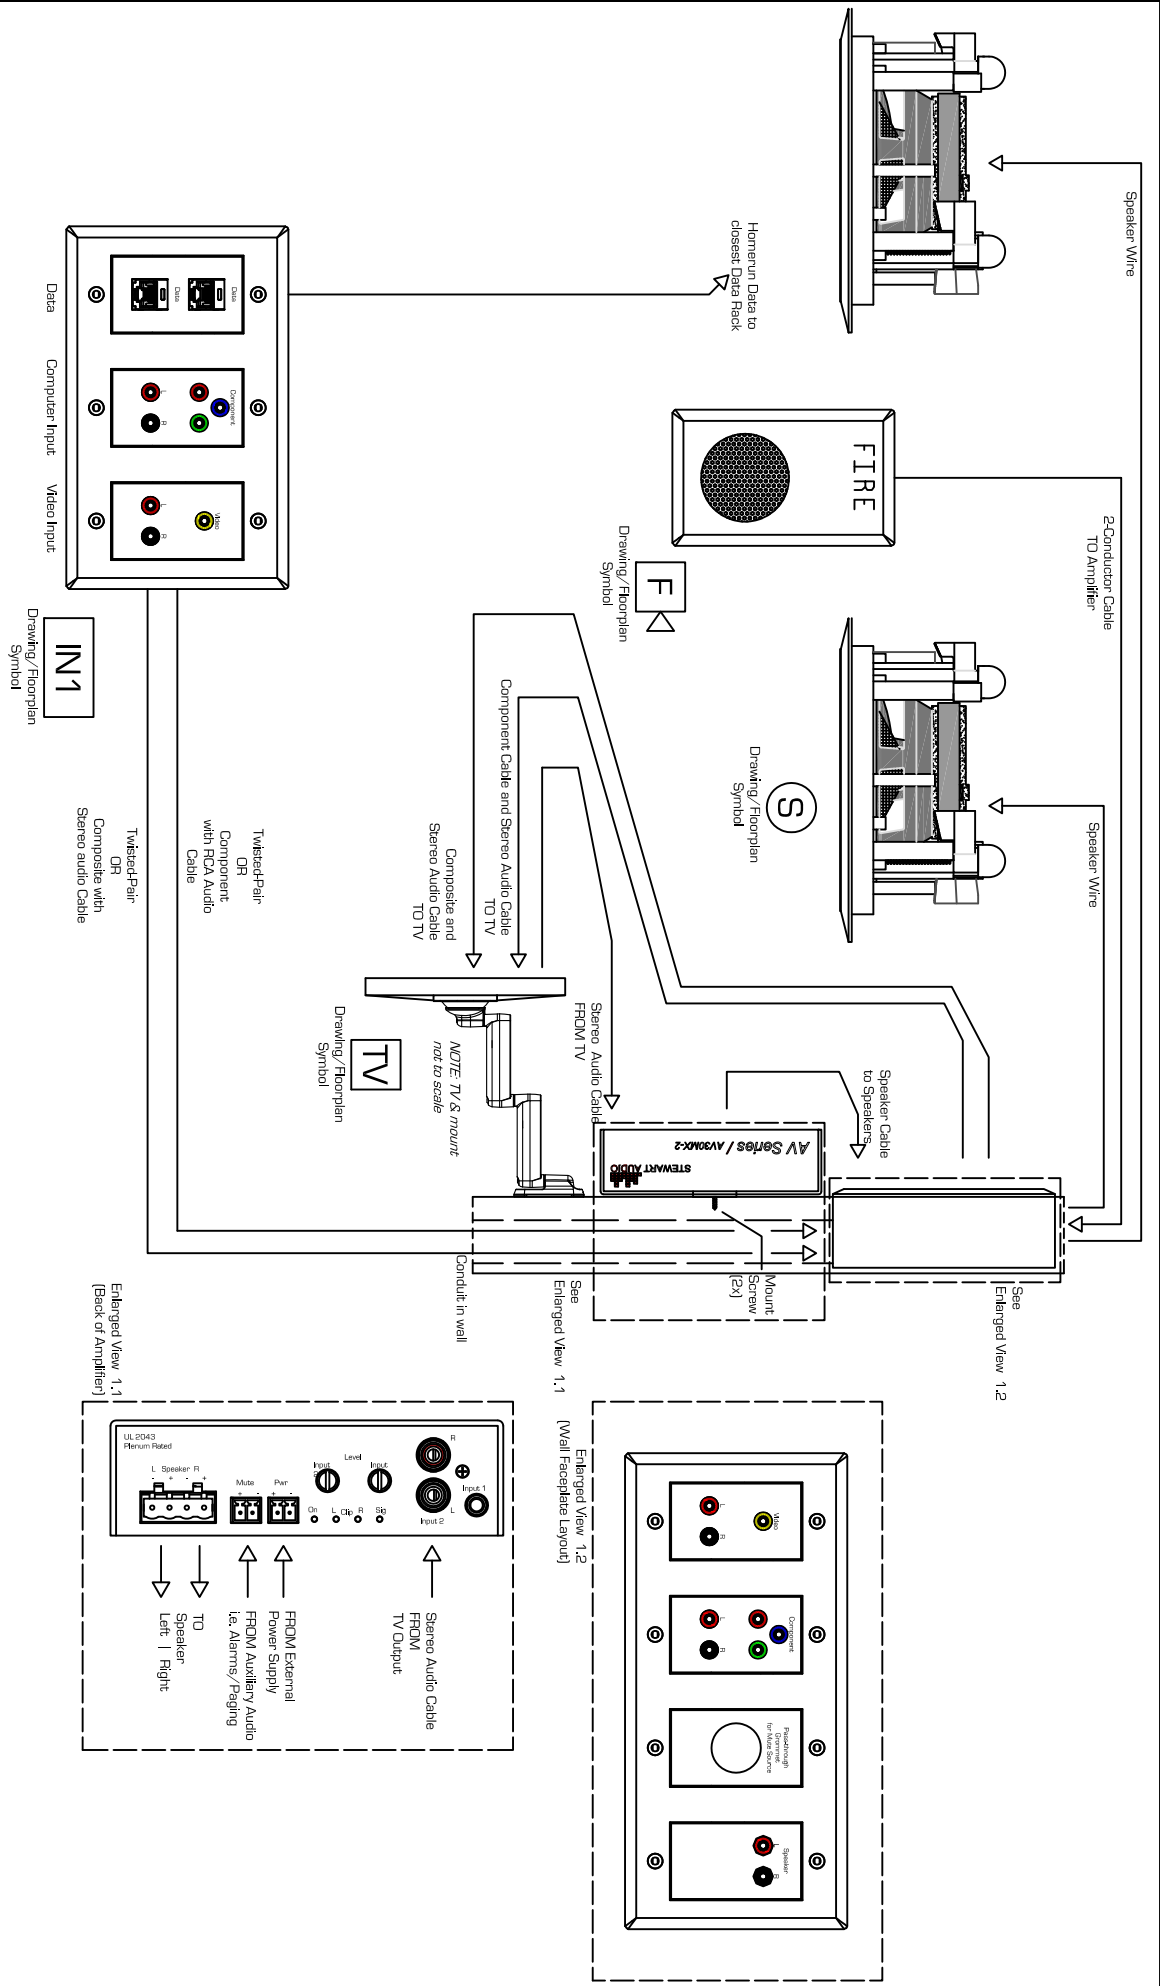 Speaker Wire
Homerun Data to
closest Data Rack
2-Conductor Cable
TO Amplifier
FIRE
F
Drawing/Floorplan
Symbol
Speaker Wire
S
Drawing/Floorplan
Symbol
Data
Data
Component
L
R
Video
L
R
Data
Computer Input
Video Input
IN1
Drawing/Floorplan
Symbol
Component Cable and Stereo Audio Cable
TO TV
Composite and
Stereo Audio Cable
TO TV
Stereo Audio Cable
FROM TV
Twisted-Pair
OR
Component
with RCA Audio
Cable
Twisted-Pair
OR
Composite with
Stereo audio Cable
TV
Drawing/Floorplan
Symbol
NOTE: TV & mount
not to scale
Speaker Cable
to Speakers
AV Series / AV30MX-2
STEWART AUDIO
Mount
Screw
(2x)
Conduit in wall
See
Enlarged View 1.1
See
Enlarged View 1.2
Enlarged View 1.2
(Wall Faceplate Layout)
Video
L
R
Component
L
R
Pass-through
Grommet
for Mute Source
Speaker
L
R
Enlarged View 1.1
(Back of Amplifier)
UL 2043
Plenum Rated
L Speaker R
- + - +
Mute
+ -
Pwr
+ -
Level
Input
Input
On
L
Clip
R
Sig
R
L
Input 1
Input 2
Stereo Audio Cable
FROM
TV Output
FROM External
Power Supply
FROM Auxiliary Audio
i.e. Alarms/Paging
TO
Speaker
Left | Right